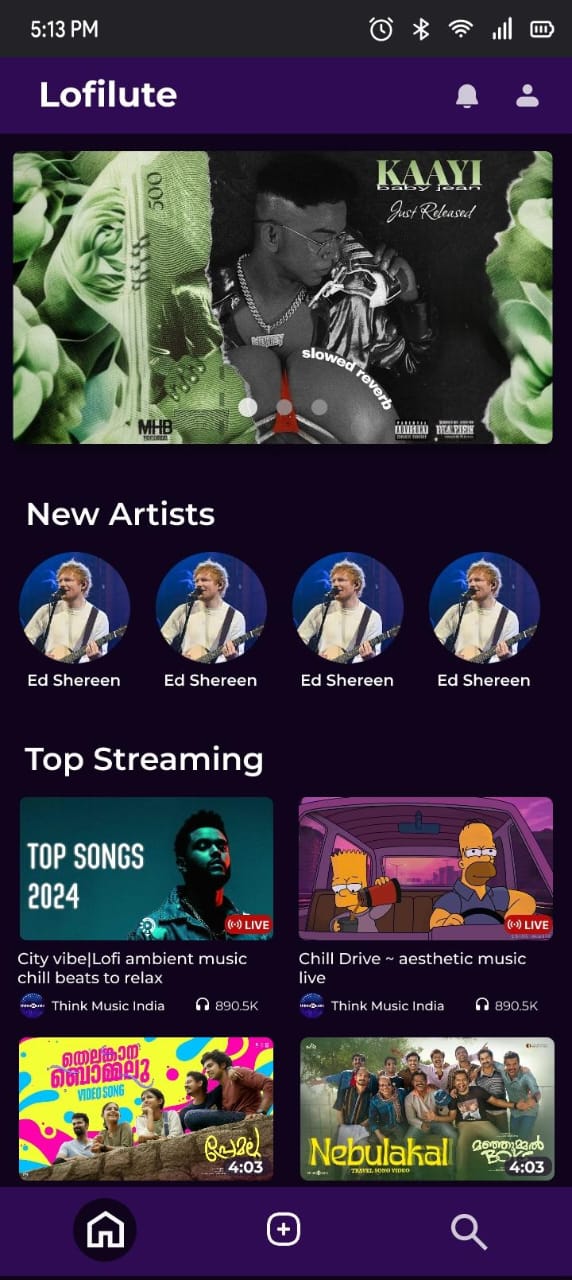 5:13 PM
Lofilute
500
KAAYI
baby jean
Just Released
slowed reverb
MHB
RECORDS
PARENTAL
ADVISORY
New Artists
Ed Shereen Ed Shereen Ed Shereen Ed Shereen
Top Streaming
TOP SONGS
2024
LIVE
LIVE
City vibe|Lofi ambient music
chill beats to relax
Chill Drive ~ aesthetic music
live
Think Music India 890.5K
Think Music India 890.5K
തെലങ്കാന
ബൊമ്മലു
VIDEO SONG
പ്രേമലു
4:03
Nebulakal
TRAVEL SONG VIDEO
മഞ്ഞുമ്മൽ
BOYS
4:03